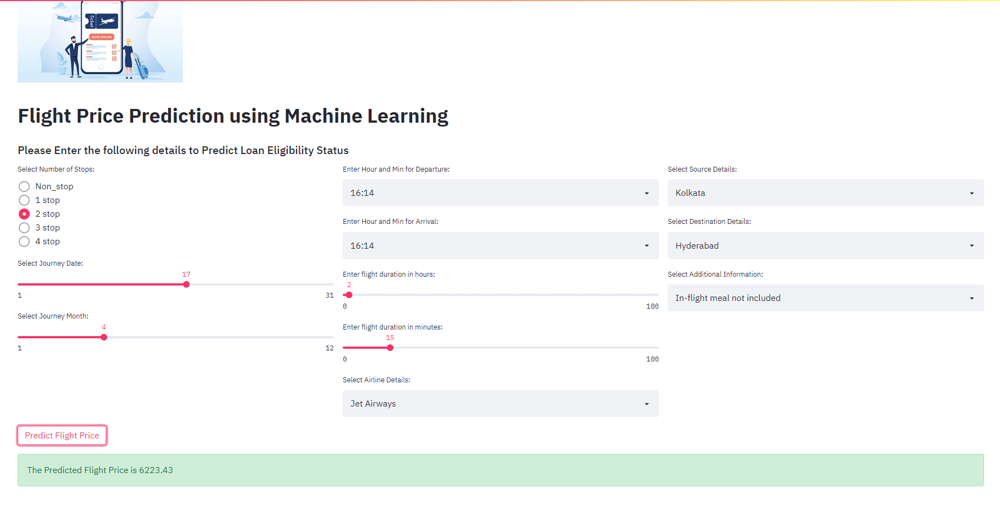 Ticket
BOOK ONLINE
Flight Price Prediction using Machine Learning
Please Enter the following details to Predict Loan Eligibility Status
Select Number of Stops:
Non_stop
1 stop
2 stop
3 stop
4 stop
Select Journey Date:
17
1
31
Select Journey Month:
4
1
12
Enter Hour and Min for Departure:
16:14
Enter Hour and Min for Arrival:
16:14
Enter flight duration in hours:
2
0
100
Enter flight duration in minutes:
15
0
100
Select Airline Details:
Jet Airways
Select Source Details:
Kolkata
Select Destination Details:
Hyderabad
Select Additional Information:
In-flight meal not included
Predict Flight Price
The Predicted Flight Price is 6223.43